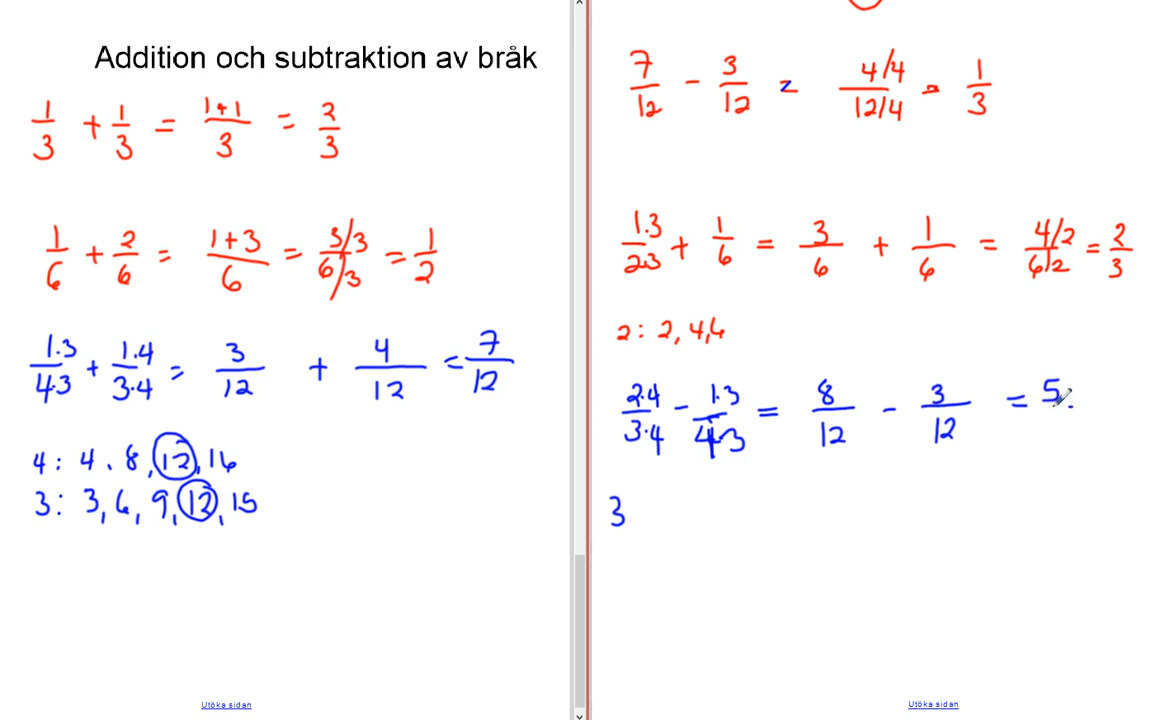 Addition och subtraktion av bråk
1/3 + 1/3 = 1+1/3 = 2/3
1/6 + 2/6 = 1+3/6 = 3/3/6/3 = 1/2
1·3/4·3 + 1·4/3·4 = 3/12 + 4/12 = 7/12
4: 4, 8, 12, 16
3: 3, 6, 9, 12, 15
Utöka sidan
7/12 - 3/12 = 4/4/12/4 = 1/3
1·3/2·3 + 1/6 = 3/6 + 1/6 = 4/2/6/2 = 2/3
2: 2, 4, 6
2·4/3·4 - 1·3/4·3 = 8/12 - 3/12 = 5
3
Utöka sidan